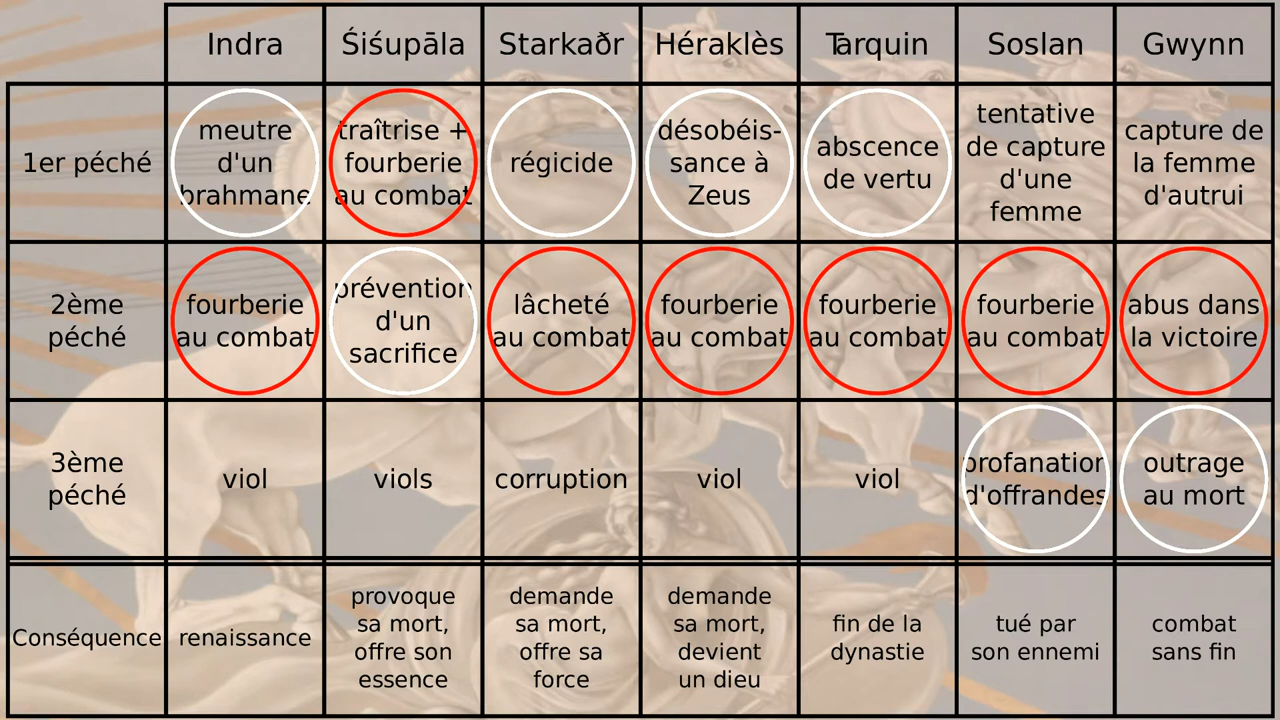 Indra Śiśupāla Starkaðr Héraklès Tarquin Soslan Gwynn
1er péché
meutre
d'un
brahmane
traîtrise +
fourberie
au combat
régicide
désobéis-
sance à
Zeus
abscence
de vertu
tentative
de capture
d'une
femme
capture de
la femme
d'autrui
2ème
péché
fourberie
au combat
prévention
d'un
sacrifice
lâcheté
au combat
fourberie
au combat
fourberie
au combat
fourberie
au combat
abus dans
la victoire
3ème
péché
viol
viols
corruption
viol
viol
profanation
d'offrandes
outrage
au mort
Conséquence
renaissance
provoque
sa mort,
offre son
essence
demande
sa mort,
offre sa
force
demande
sa mort,
devient
un dieu
fin de la
dynastie
tué par
son ennemi
combat
sans fin